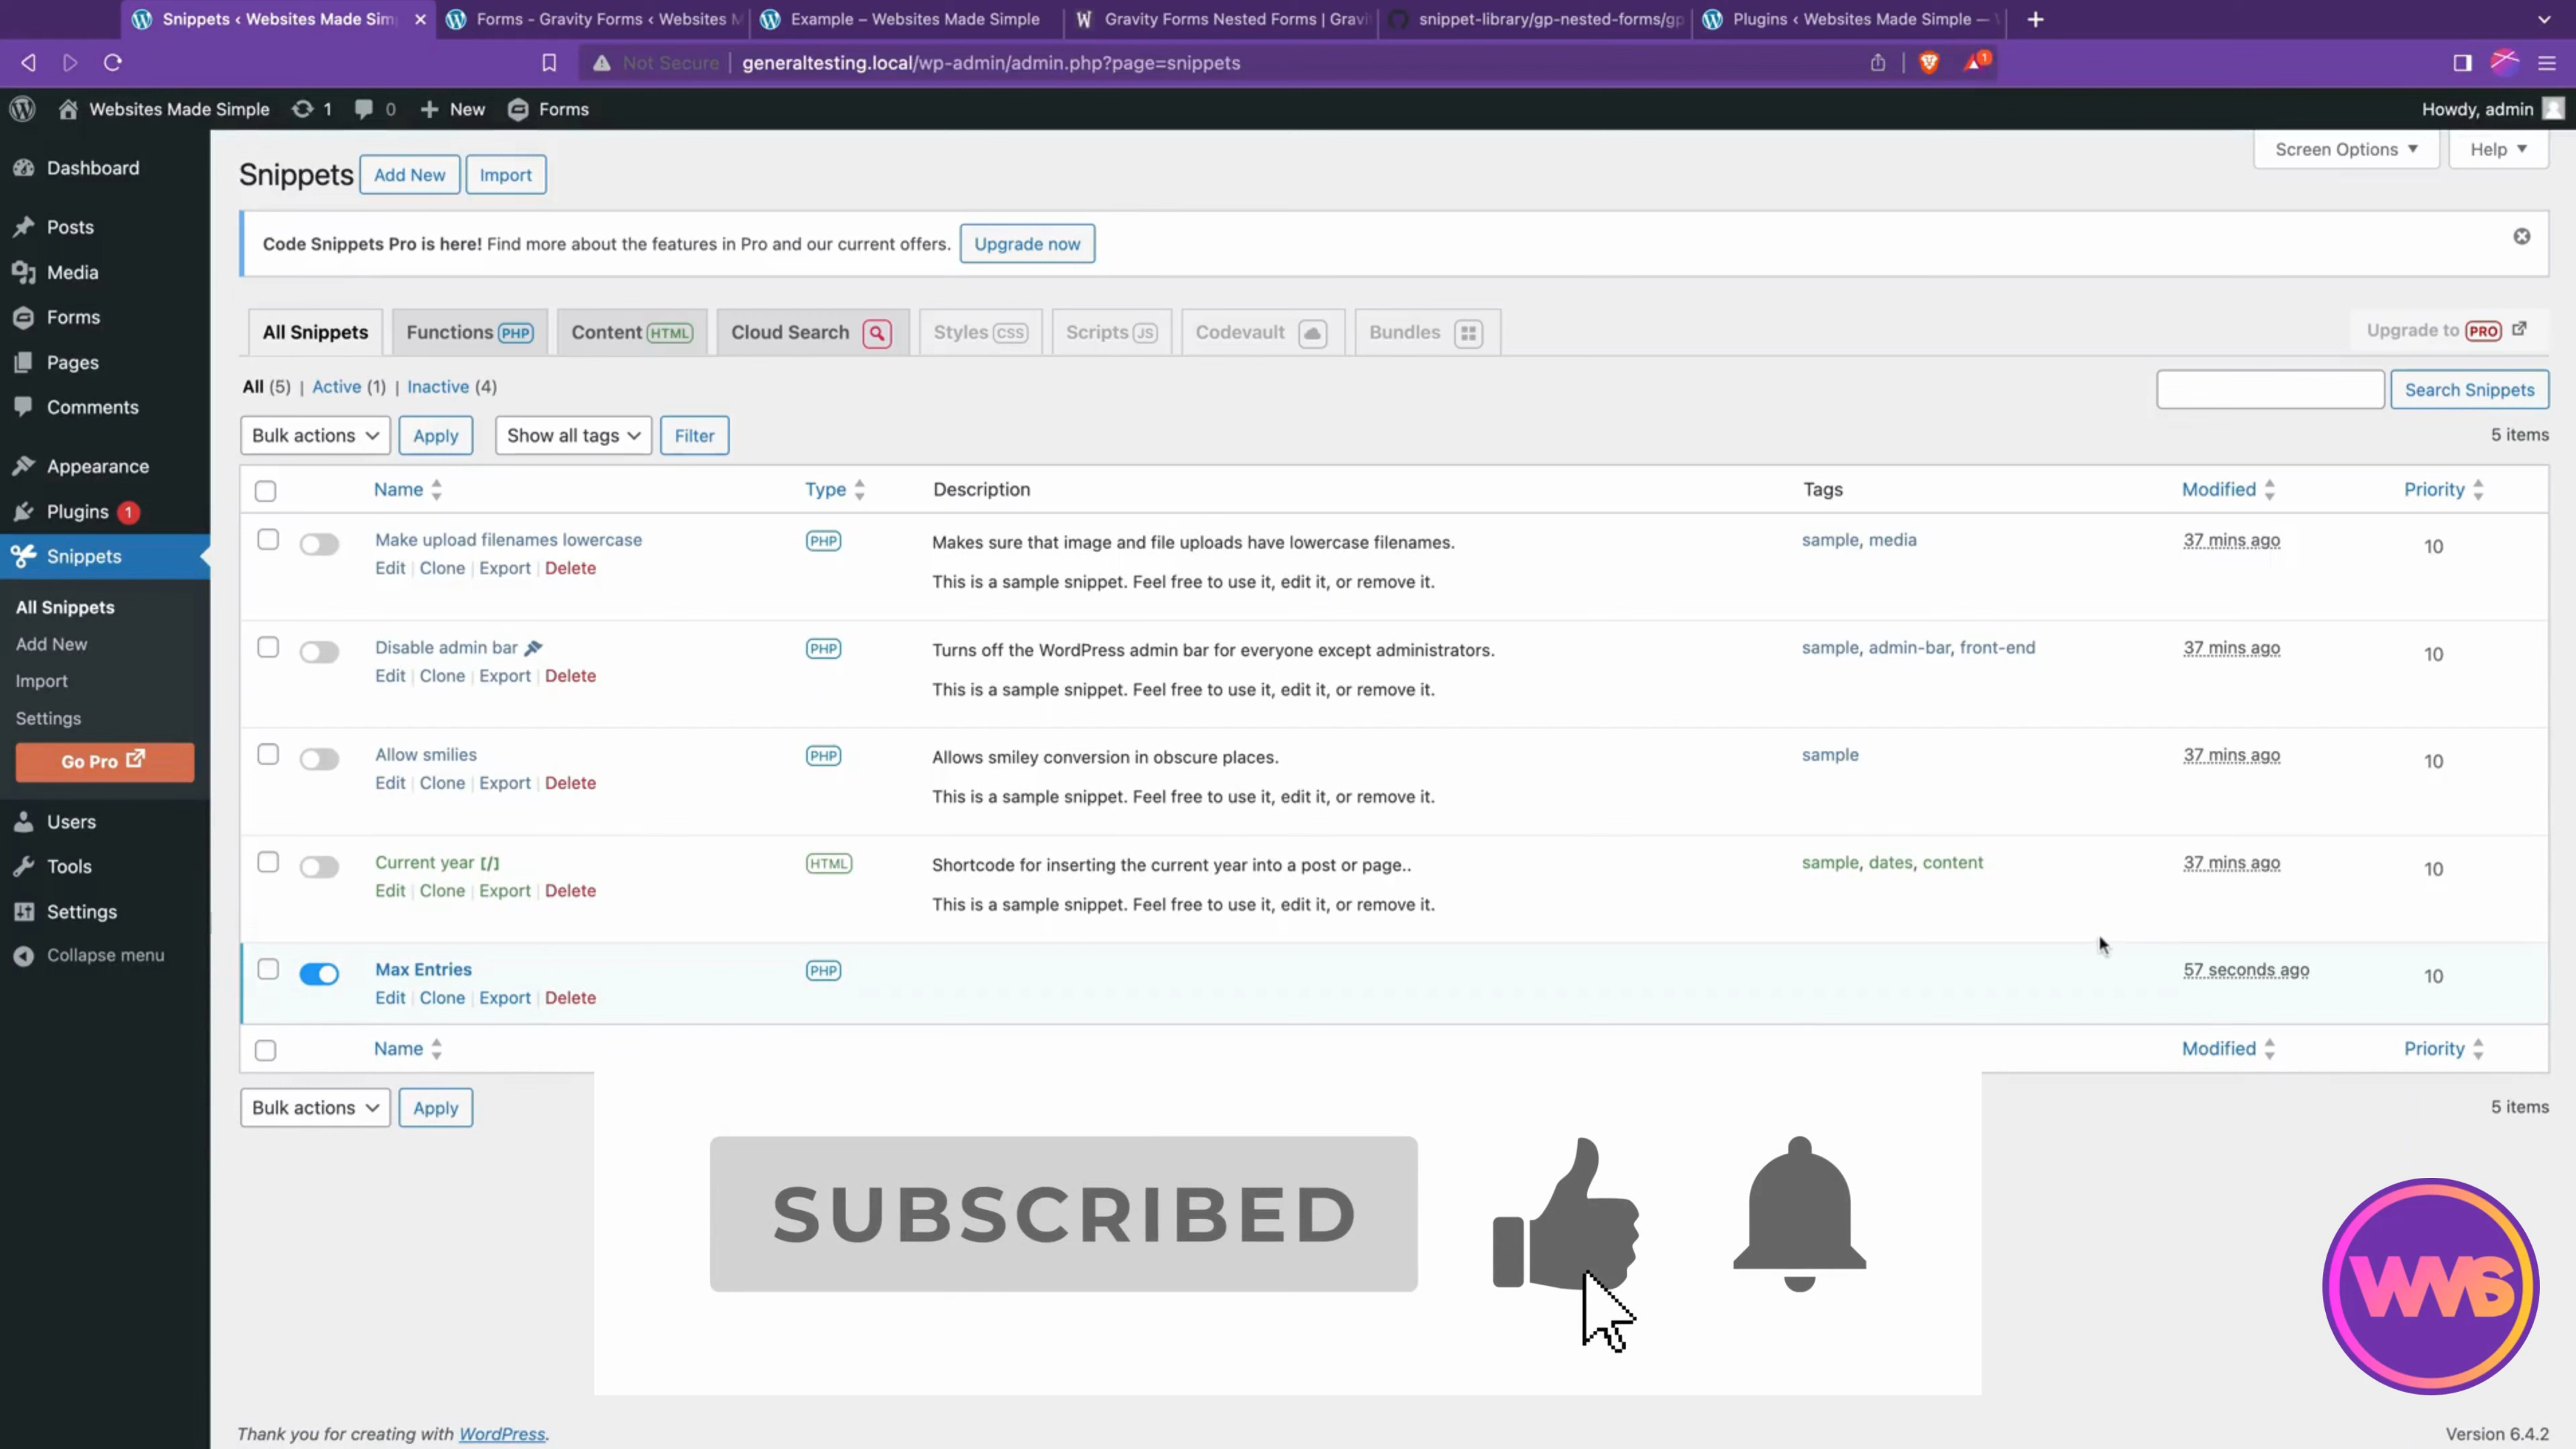 Snippets ‹ Websites Made Sim
Forms - Gravity Forms ‹ Websites M
Example – Websites Made Simple
Gravity Forms Nested Forms | Gravi
snippet-library/gp-nested-forms/gp
Plugins ‹ Websites Made Simple —
Not Secure
generaltesting.local/wp-admin/admin.php?page=snippets
1
Websites Made Simple
1
0
New
Forms
Howdy, admin
Dashboard
Posts
Media
Forms
Pages
Comments
Appearance
Plugins 1
Snippets
All Snippets
Add New
Import
Settings
Go Pro
Users
Tools
Settings
Collapse menu
Screen Options
Help
Snippets
Add New
Import
Code Snippets Pro is here! Find more about the features in Pro and our current offers.
Upgrade now
All Snippets
Functions PHP
Content HTML
Cloud Search
Styles CSS
Scripts JS
Codevault
Bundles
Upgrade to PRO
All (5) | Active (1) | Inactive (4)
Search Snippets
Bulk actions
Apply
Show all tags
Filter
5 items
Name
Type
Description
Tags
Modified
Priority
Make upload filenames lowercase
PHP
Makes sure that image and file uploads have lowercase filenames.
sample, media
37 mins ago
10
Edit | Clone | Export | Delete
This is a sample snippet. Feel free to use it, edit it, or remove it.
Disable admin bar
PHP
Turns off the WordPress admin bar for everyone except administrators.
sample, admin-bar, front-end
37 mins ago
10
Edit | Clone | Export | Delete
This is a sample snippet. Feel free to use it, edit it, or remove it.
Allow smilies
PHP
Allows smiley conversion in obscure places.
sample
37 mins ago
10
Edit | Clone | Export | Delete
This is a sample snippet. Feel free to use it, edit it, or remove it.
Current year [/]
HTML
Shortcode for inserting the current year into a post or page..
sample, dates, content
37 mins ago
10
Edit | Clone | Export | Delete
This is a sample snippet. Feel free to use it, edit it, or remove it.
Max Entries
PHP
57 seconds ago
10
Edit | Clone | Export | Delete
Name
Modified
Priority
Bulk actions
Apply
5 items
SUBSCRIBED
WMS
Thank you for creating with WordPress.
Version 6.4.2